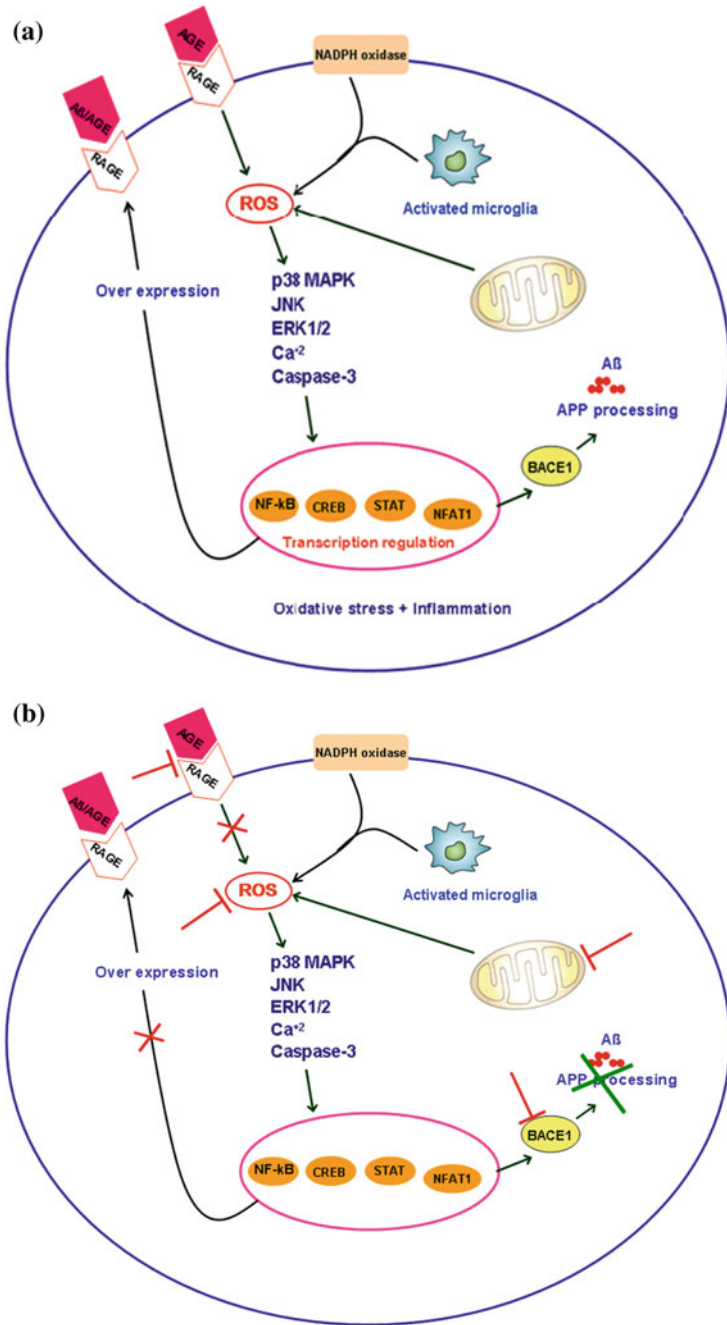 (a)
AGE
RAGE
NADPH oxidase
Aß/AGE
RAGE
ROS
Activated microglia
Over expression
p38 MAPK
JNK
ERK1/2
Ca+2
Caspase-3
Aß
APP processing
BACE1
NF-kB
CREB
STAT
NFAT1
Transcription regulation
Oxidative stress + Inflammation
(b)
AGE
RAGE
NADPH oxidase
Aß/AGE
RAGE
ROS
Activated microglia
Over expression
p38 MAPK
JNK
ERK1/2
Ca+2
Caspase-3
Aß
APP processing
BACE1
NF-kB
CREB
STAT
NFAT1